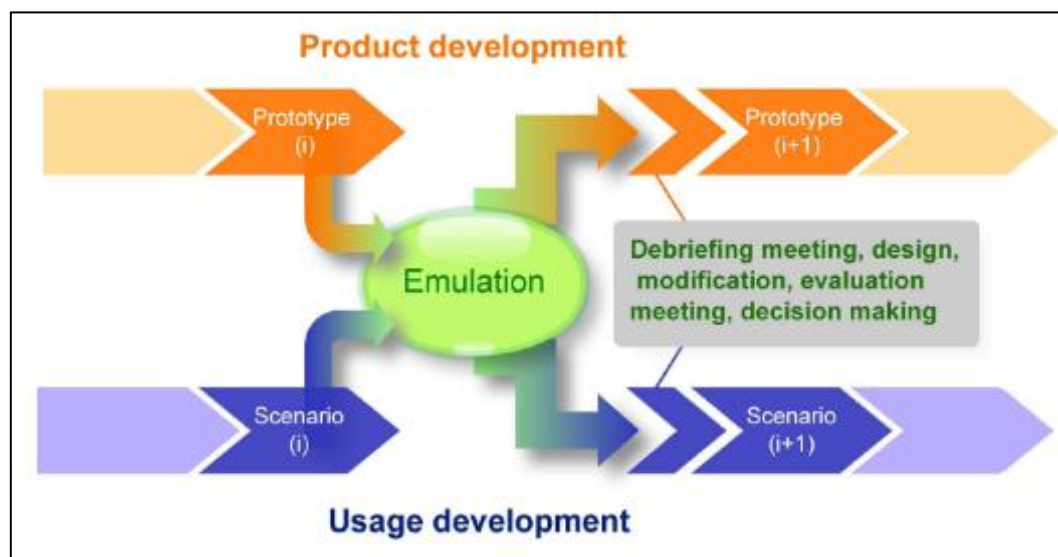 Product development
Prototype
(i)
Prototype
(i+1)
Emulation
Debriefing meeting, design,
modification, evaluation
meeting, decision making
Scenario
(i)
Scenario
(i+1)
Usage development